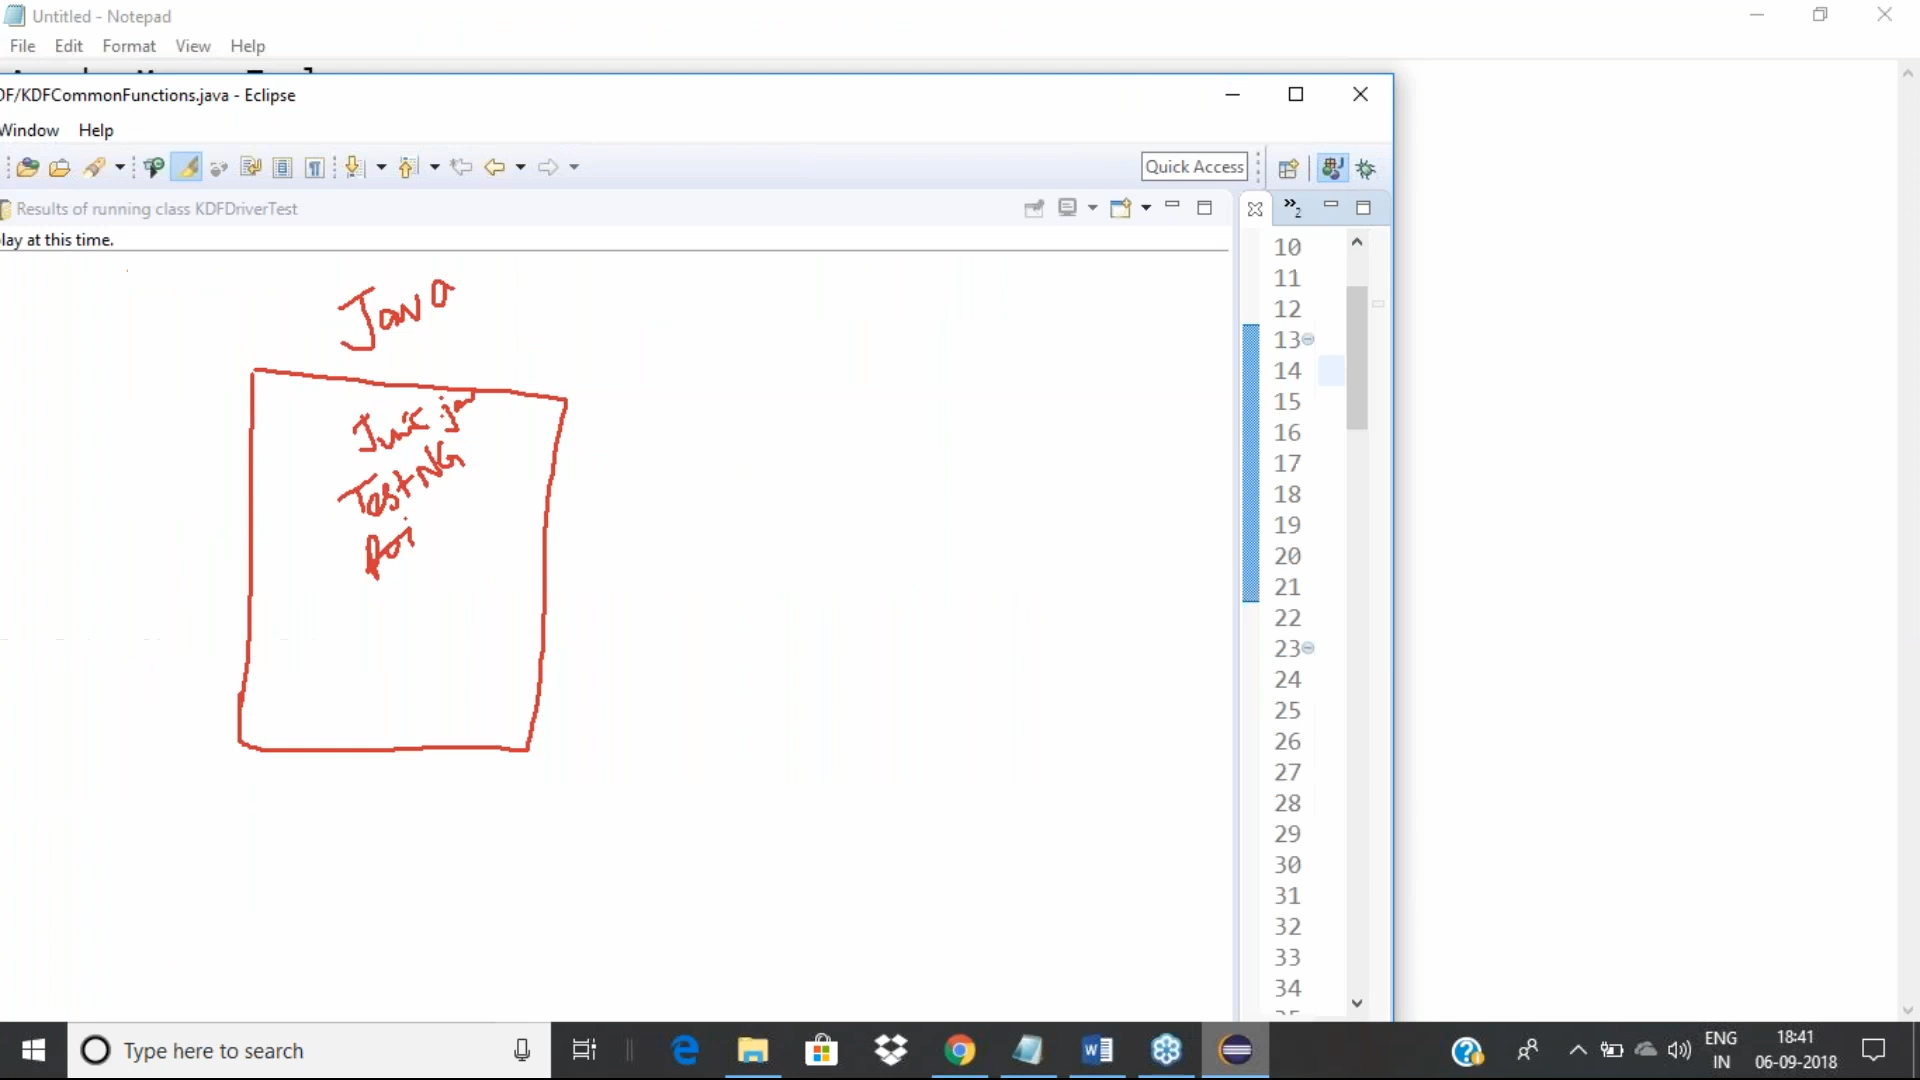 Untitled - Notepad
File Edit Format View Help
DF/KDFCommonFunctions.java - Eclipse
Window Help
Quick Access
Results of running class KDFDriverTest
lay at this time.
»2
Java
.jar
TestNG
Poi
10
11
12
13
14
15
16
17
18
19
20
21
22
23
24
25
26
27
28
29
30
31
32
33
34
Type here to search
ENG
IN
18:41
06-09-2018